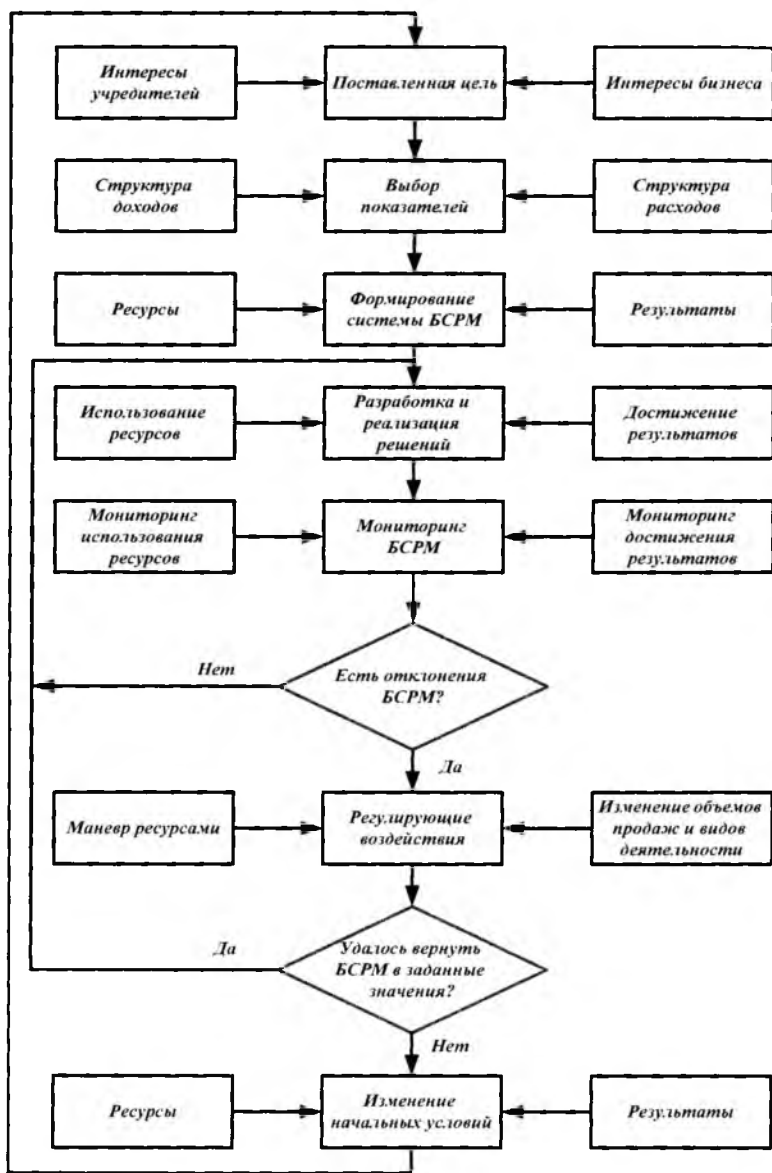 Интересы
учредителей
Поставленная цель
Интересы бизнеса
Структура
доходов
Выбор
показателей
Структура
расходов
Ресурсы
Формирование
системы БСРМ
Результаты
Использование
ресурсов
Разработка и
реализация
решений
Достижение
результатов
Мониторинг
использования
ресурсов
Мониторинг
БСРМ
Мониторинг
достижения
результатов
Нет
Есть отклонения
БСРМ?
Да
Маневр ресурсами
Регулирующие
воздействия
Изменение объемов
продаж и видов
деятельности
Да
Удалось вернуть
БСРМ в заданные
значения?
Нет
Ресурсы
Изменение
начальных условий
Результаты